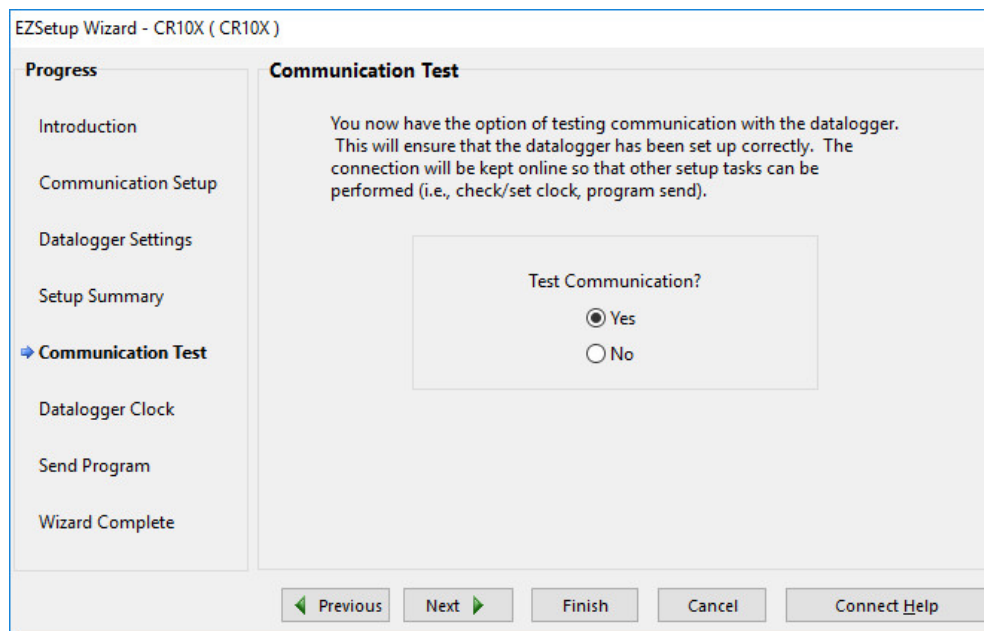 EZSetup Wizard - CR10X ( CR10X )
Progress
Introduction
Communication Setup
Datalogger Settings
Setup Summary
Communication Test
Datalogger Clock
Send Program
Wizard Complete
Communication Test
You now have the option of testing communication with the datalogger.
This will ensure that the datalogger has been set up correctly. The
connection will be kept online so that other setup tasks can be
performed (i.e., check/set clock, program send).
Test Communication?
Yes
No
Previous
Next
Finish
Cancel
Connect Help